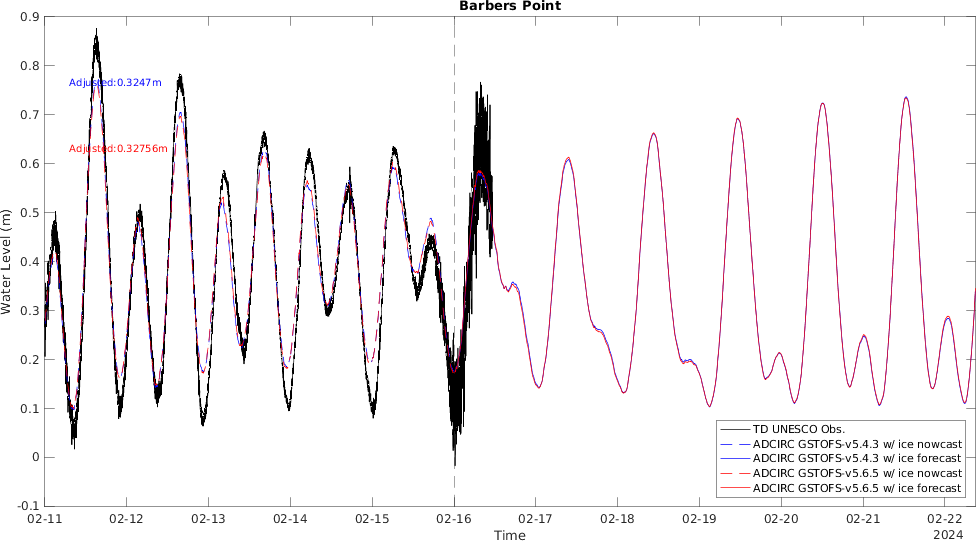 Barbers Point
0.9
0.8
0.7
0.6
0.5
0.4
0.3
0.2
0.1
0
-0.1
Water Level (m)
Adjusted:0.3247m
Adjusted:0.32756m
TD UNESCO Obs.
ADCIRC GSTOFS-v5.4.3 w/ ice nowcast
ADCIRC GSTOFS-v5.4.3 w/ ice forecast
ADCIRC GSTOFS-v5.6.5 w/ ice nowcast
ADCIRC GSTOFS-v5.6.5 w/ ice forecast
02-11 02-12 02-13 02-14 02-15 02-16 02-17 02-18 02-19 02-20 02-21 02-22
Time 2024